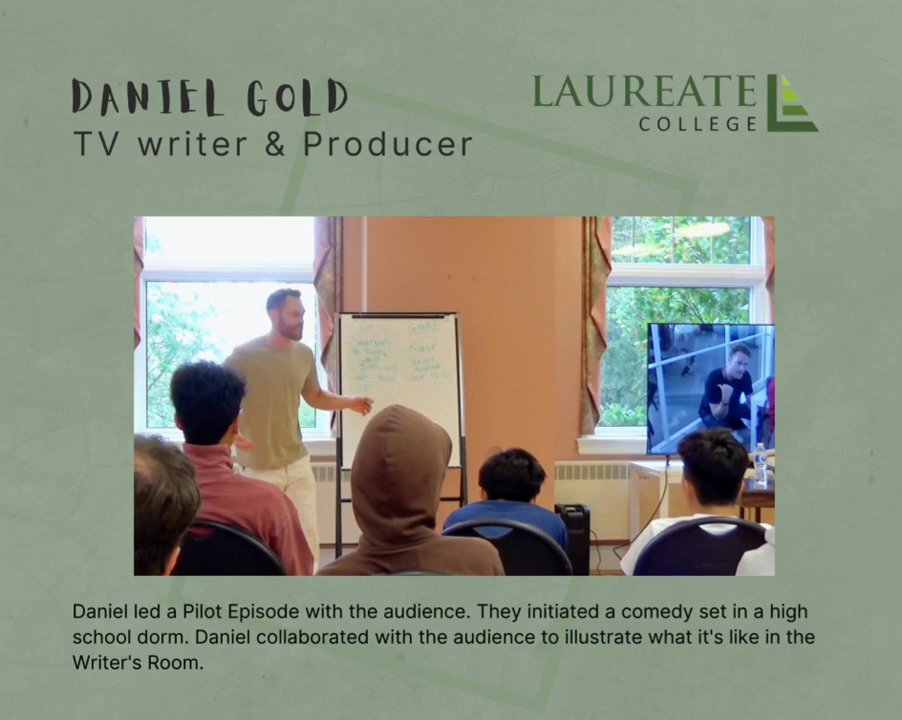 DANIEL GOLD
TV writer & Producer
LAUREATE
COLLEGE
Daniel led a Pilot Episode with the audience. They initiated a comedy set in a high
school dorm. Daniel collaborated with the audience to illustrate what it's like in the
Writer's Room.